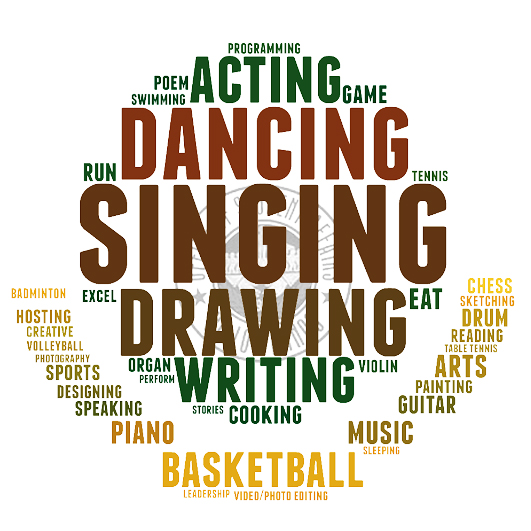 PROGRAMMING
POEM ACTING GAME
SWIMMING
DANCING
RUN TENNIS
SINGING
BADMINTON EXCEL DRAWING EAT CHESS
SKETCHING
HOSTING DRUM
CREATIVE READING
VOLLEYBALL TABLE TENNIS
PHOTOGRAPHY ORGAN WRITING VIOLIN ARTS
SPORTS PERFORM PAINTING
DESIGNING GUITAR
SPEAKING STORIES COOKING
PIANO MUSIC
SLEEPING
BASKETBALL
LEADERSHIP VIDEO/PHOTO EDITING